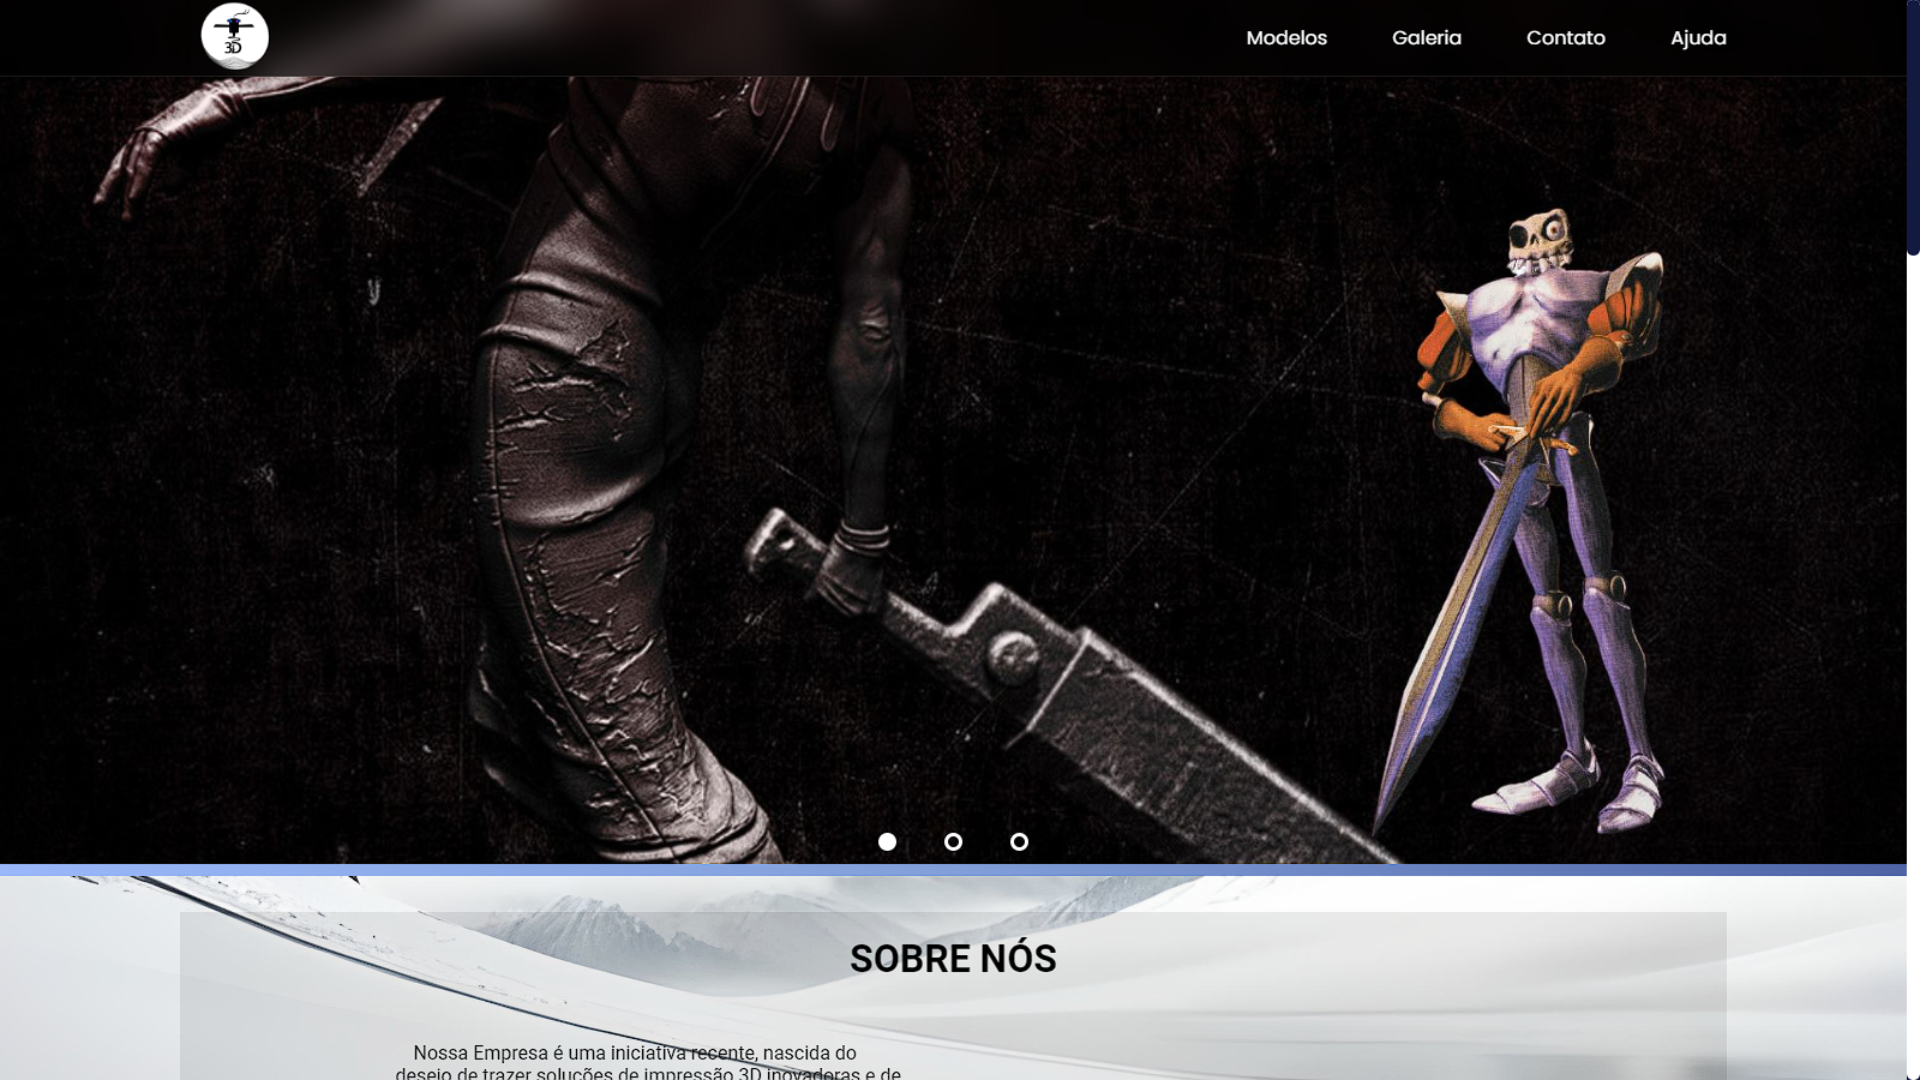 3D
Modelos
Galeria
Contato
Ajuda
SOBRE NÓS
Nossa Empresa é uma iniciativa recente, nascida do
desejo de trazer soluções de impressão 3D inovadoras e de